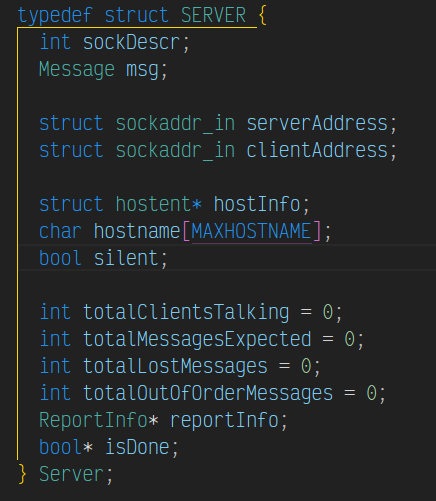 typedef struct SERVER {
int sockDescr;
Message msg;
struct sockaddr_in serverAddress;
struct sockaddr_in clientAddress;
struct hostent* hostInfo;
char hostname[MAXHOSTNAME];
bool silent;
int totalClientsTalking = 0;
int totalMessagesExpected = 0;
int totalLostMessages = 0;
int totalOutOfOrderMessages = 0;
ReportInfo* reportInfo;
bool* isDone;
} Server;